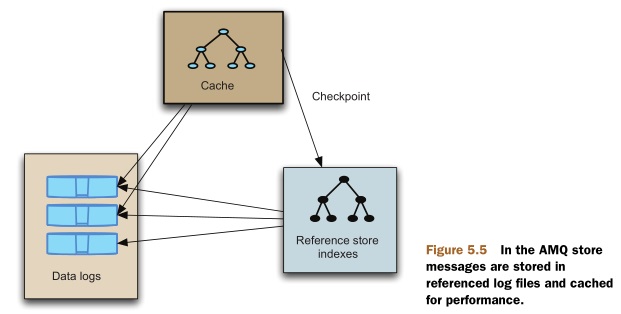 Cache
Checkpoint
Reference store
indexes
Data logs
Figure 5.5 In the AMQ store
messages are stored in
referenced log files and cached
for performance.